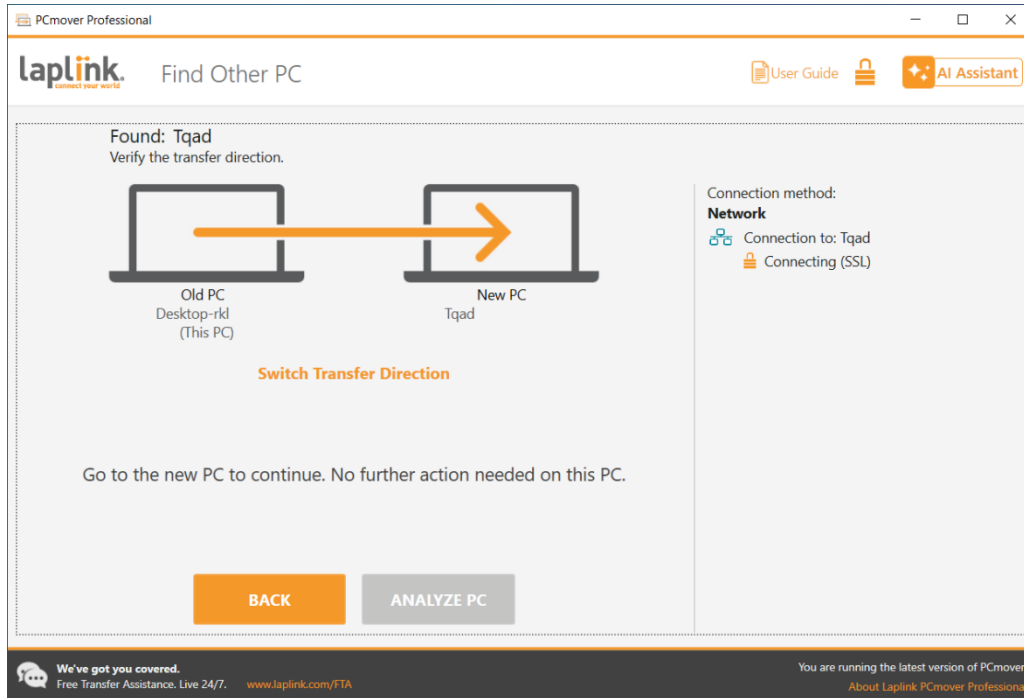 PCmover Professional
laplink.
connect your world
Find Other PC
User Guide
AI Assistant
Found: Tqad
Verify the transfer direction.
Old PC
Desktop-rkl
(This PC)
New PC
Tqad
Switch Transfer Direction
Go to the new PC to continue. No further action needed on this PC.
BACK
ANALYZE PC
Connection method:
Network
Connection to: Tqad
Connecting (SSL)
We've got you covered.
Free Transfer Assistance. Live 24/7.
www.laplink.com/FTA
You are running the latest version of PCmover
About Laplink PCmover Professiona